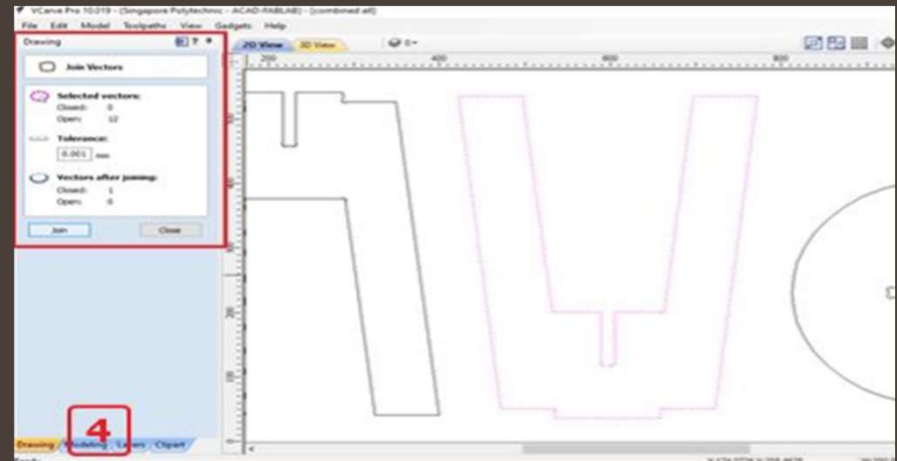 VCarve Pro 10.019 - (Singapore Polytechnic - ACAD-FABLAB) - [combined all]
File Edit Model Toolpaths View Gadgets Help
Drawing
2D View 3D View
Join Vectors
Selected vectors:
Closed: 0
Open: 12
Tolerance:
0.001 mm
Vectors after joining:
Closed: 1
Open: 0
Join Close
200 400 600 800
4
Drawing Modeling Layers Clipart